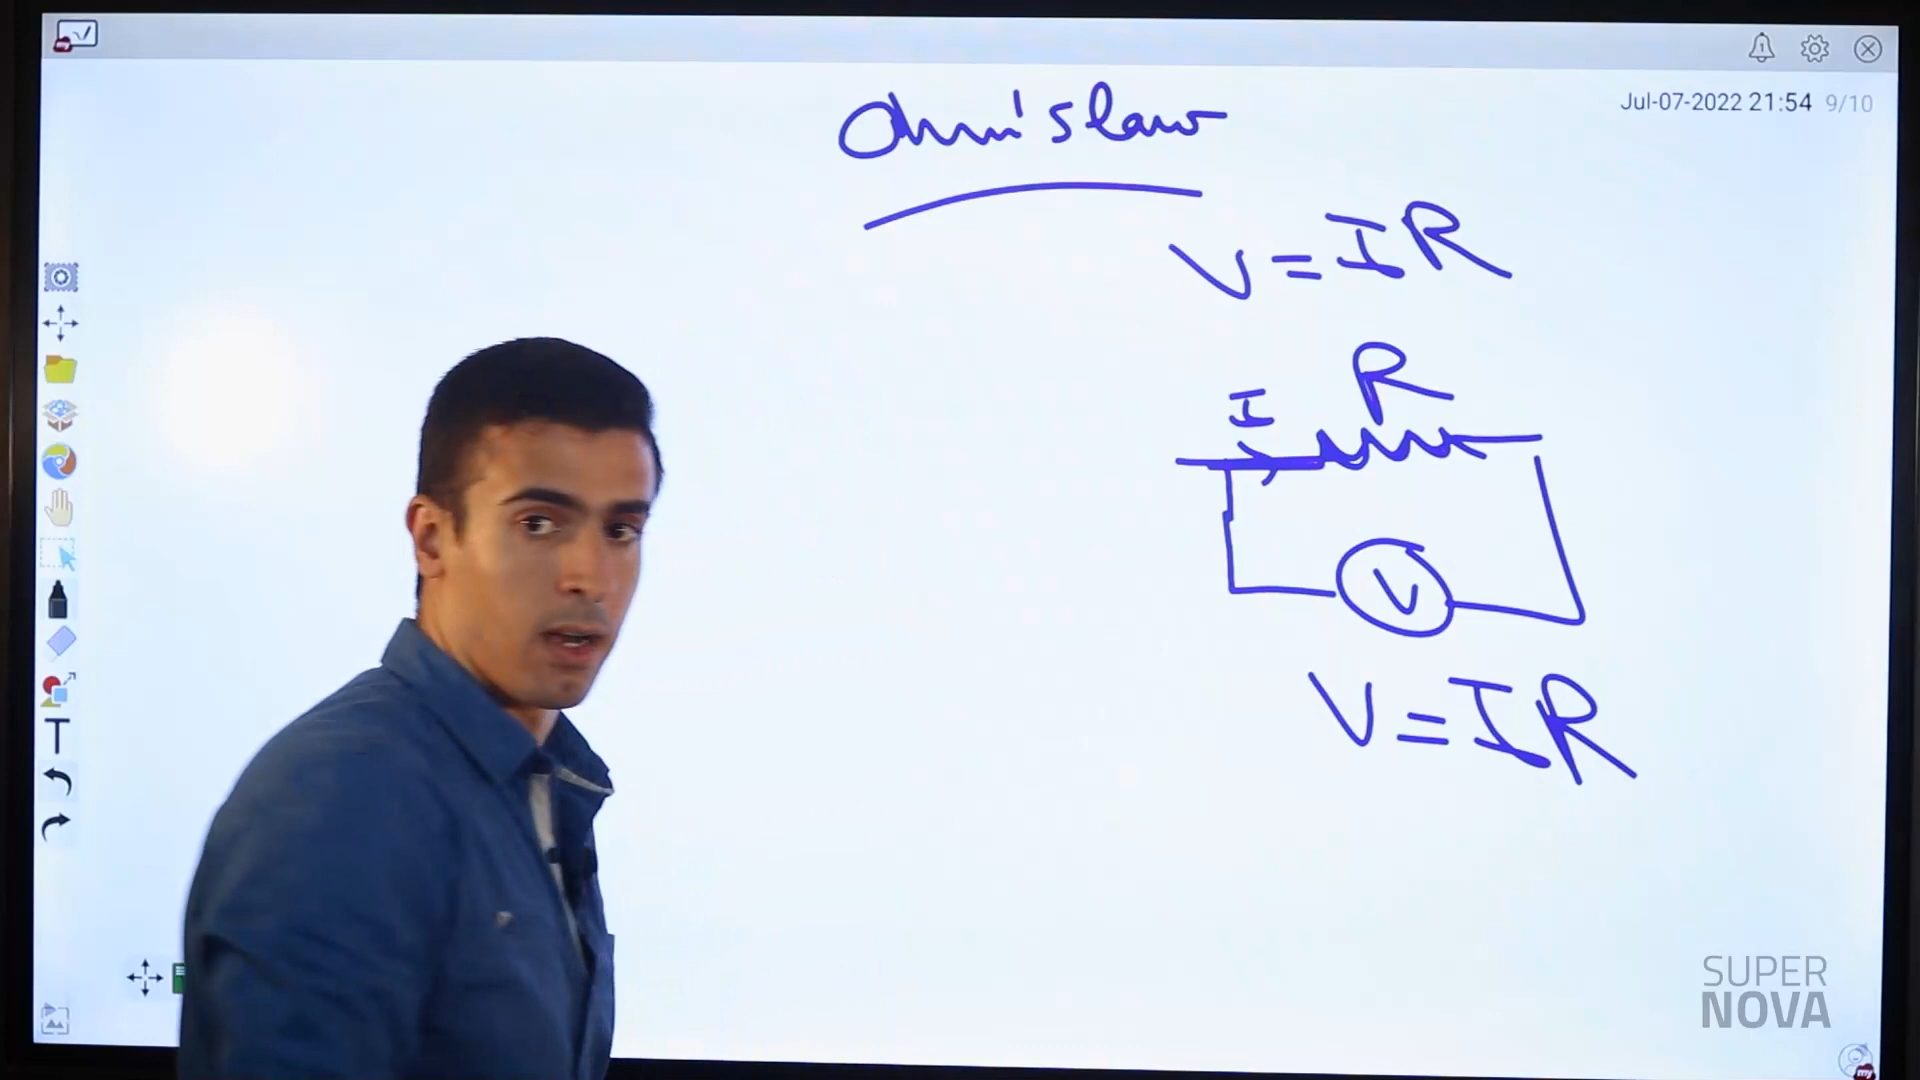 Jul-07-2022 21:54 9/10
Ohm's law
V = IR
R
I
V
V = IR
T
SUPER
NOVA